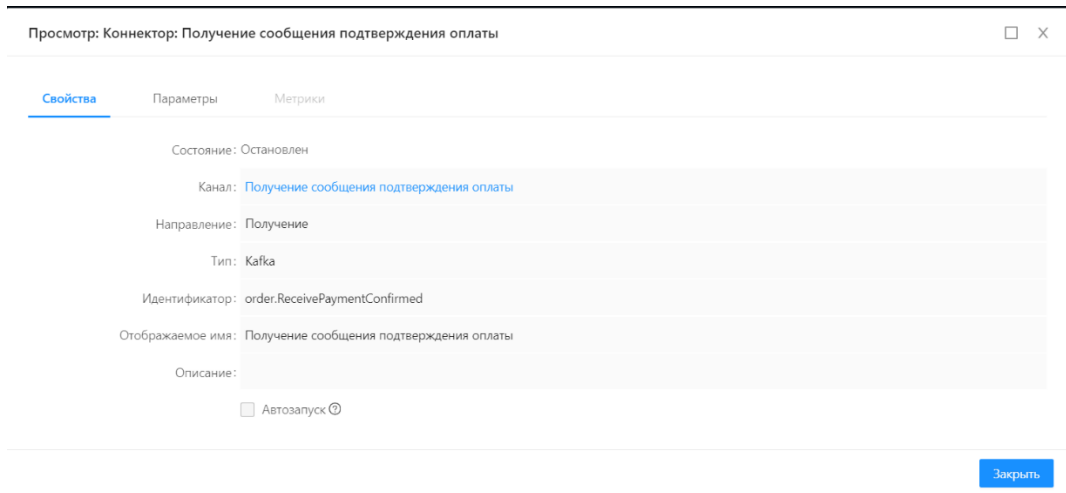 Просмотр: Коннектор: Получение сообщения подтверждения оплаты
Свойства Параметры Метрики
Состояние: Остановлен
Канал: Получение сообщения подтверждения оплаты
Направление: Получение
Тип: Kafka
Идентификатор: order.ReceivePaymentConfirmed
Отображаемое имя: Получение сообщения подтверждения оплаты
Описание:
Автозапуск
Закрыть